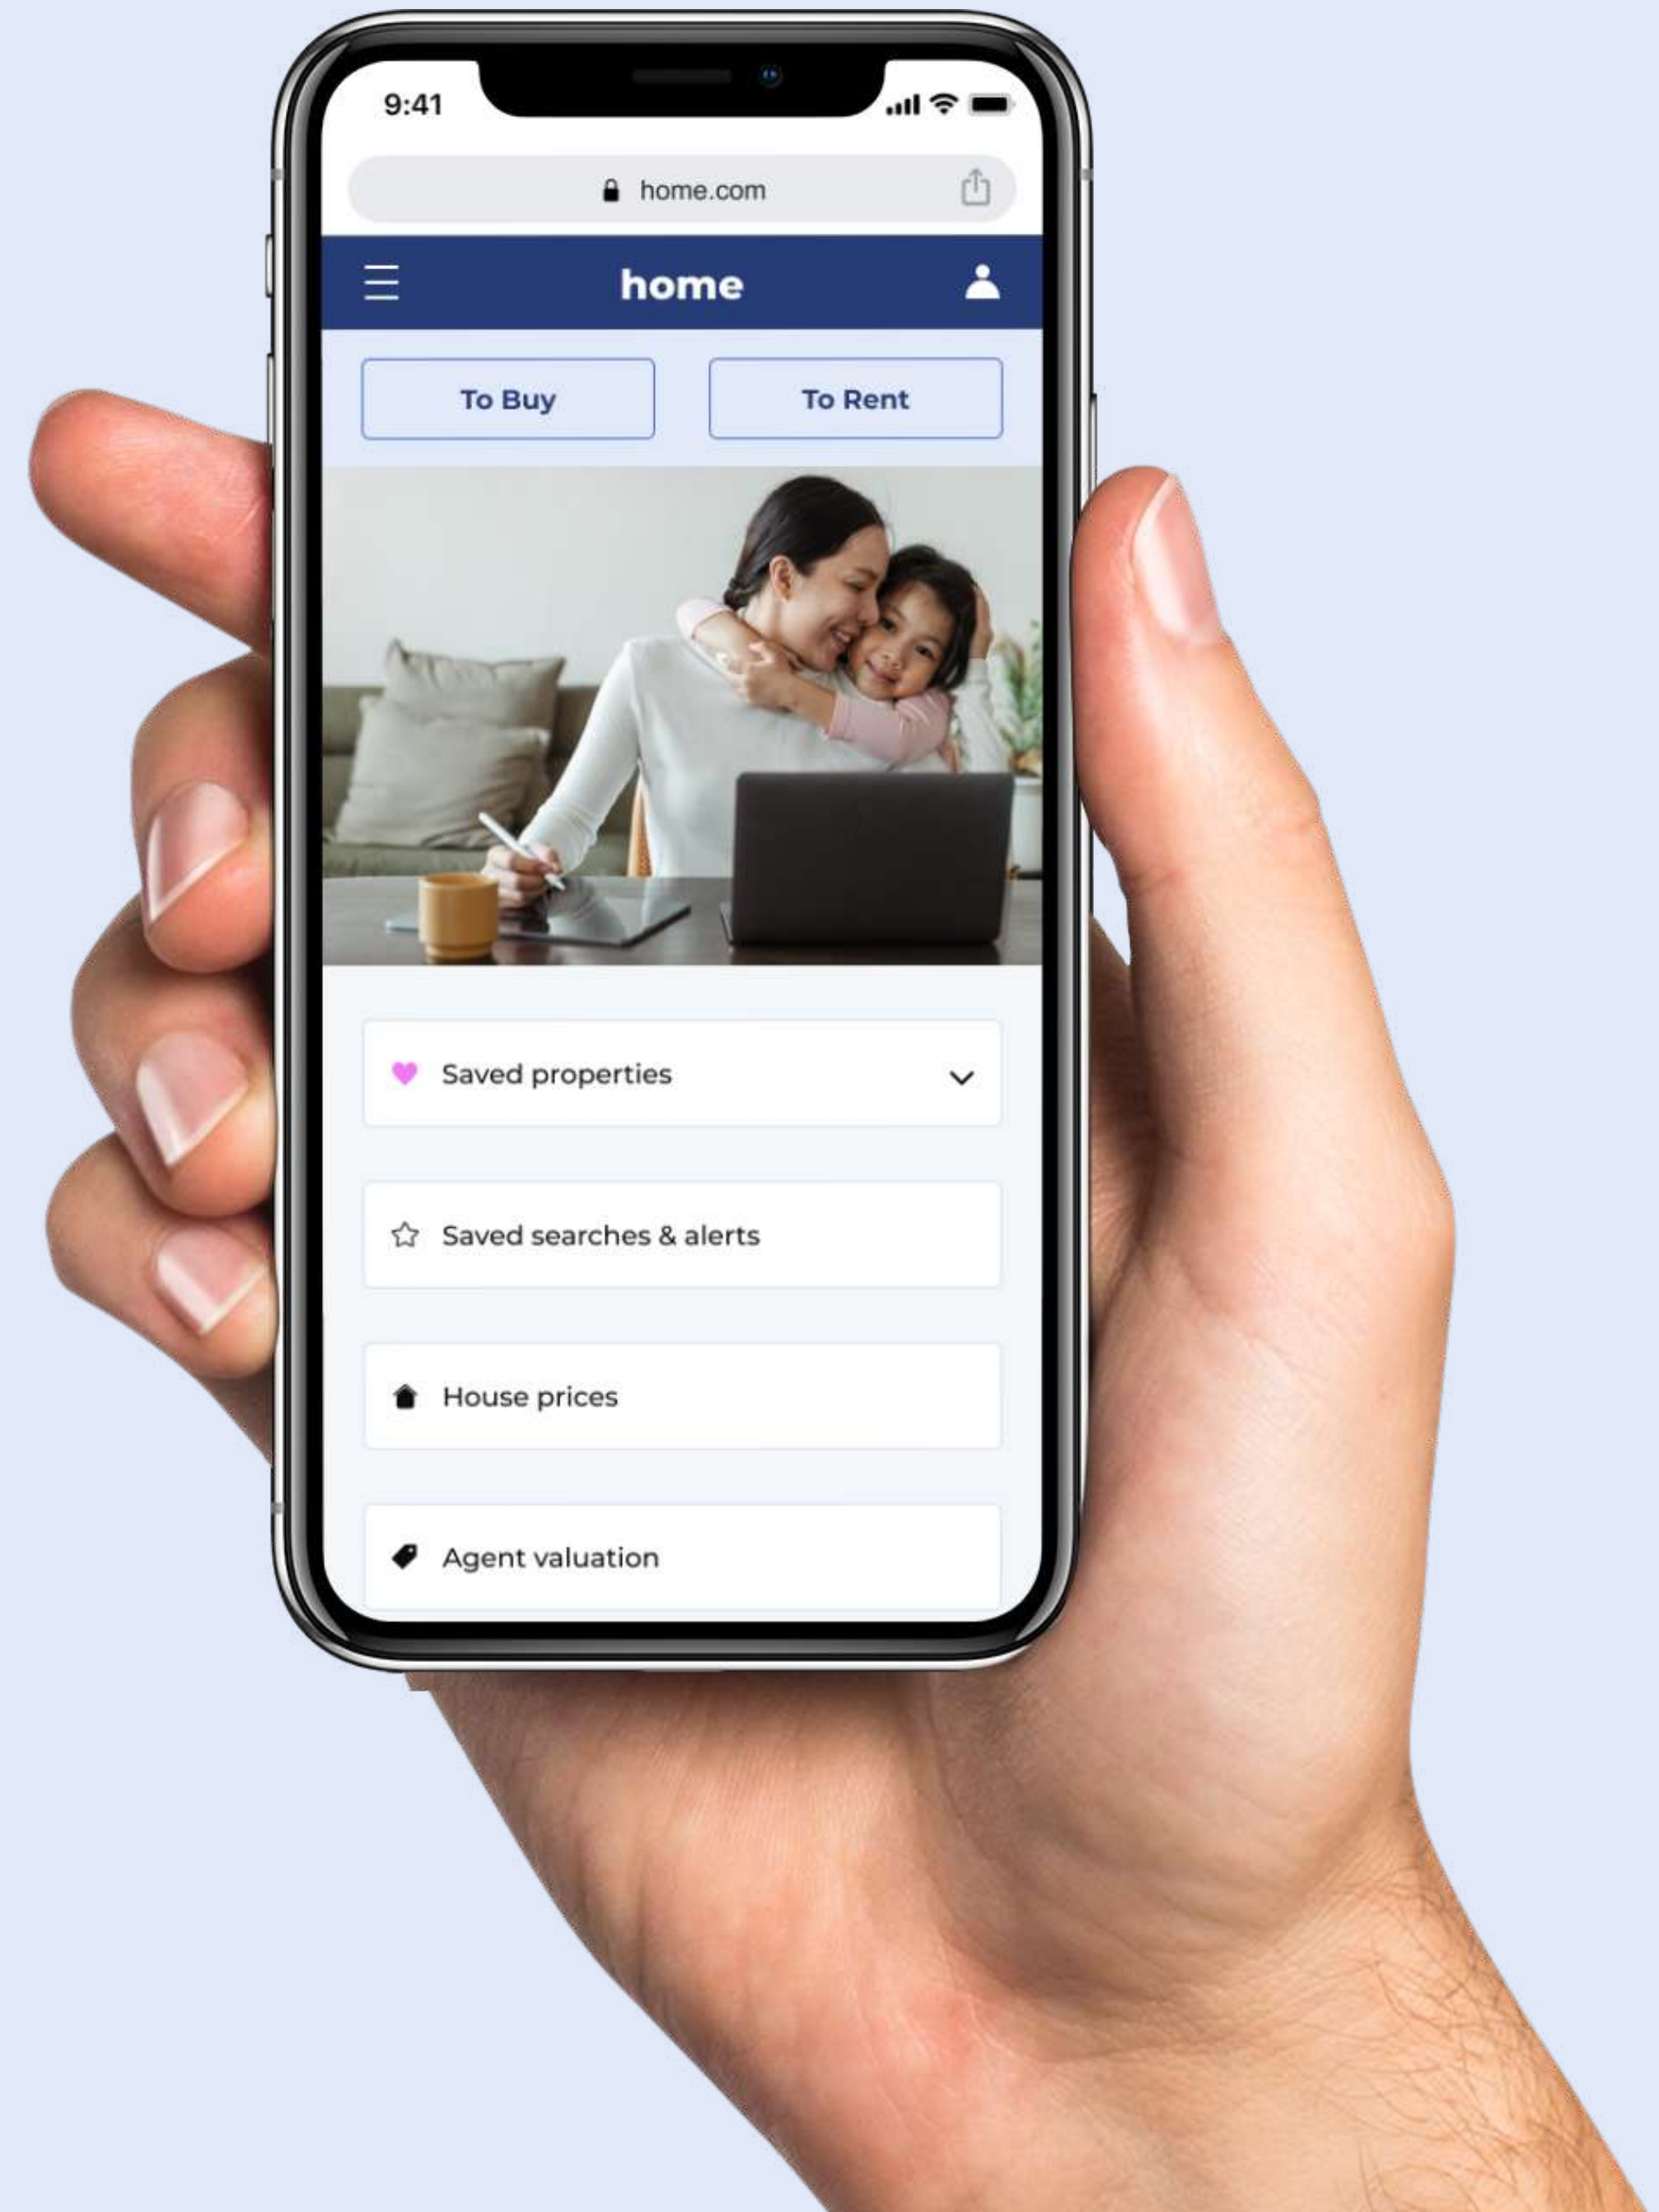 9:41
home.com
home
To Buy
To Rent
Saved properties
Saved searches & alerts
House prices
Agent valuation